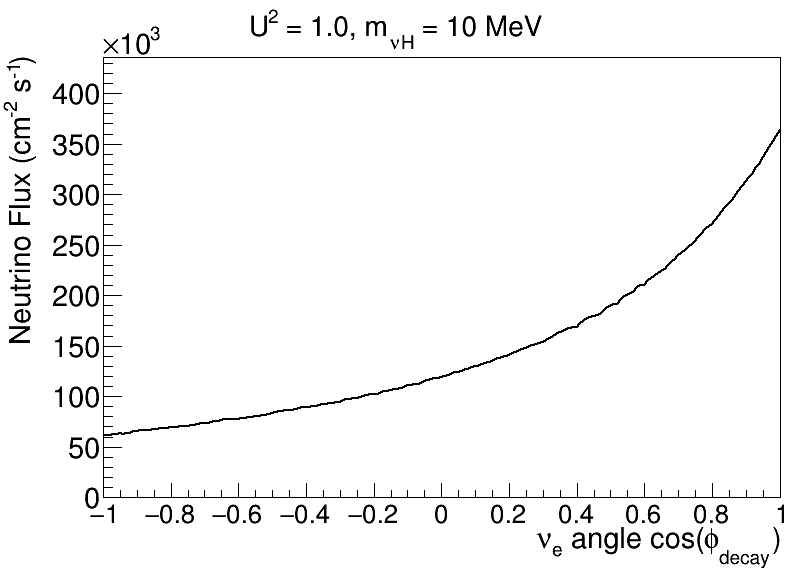 U² = 1.0, m_νH = 10 MeV
×10³
Neutrino Flux (cm⁻² s⁻¹)
400
350
300
250
200
150
100
50
0
−1 −0.8 −0.6 −0.4 −0.2 0 0.2 0.4 0.6 0.8 1
ν_e angle cos(ϕ_decay)